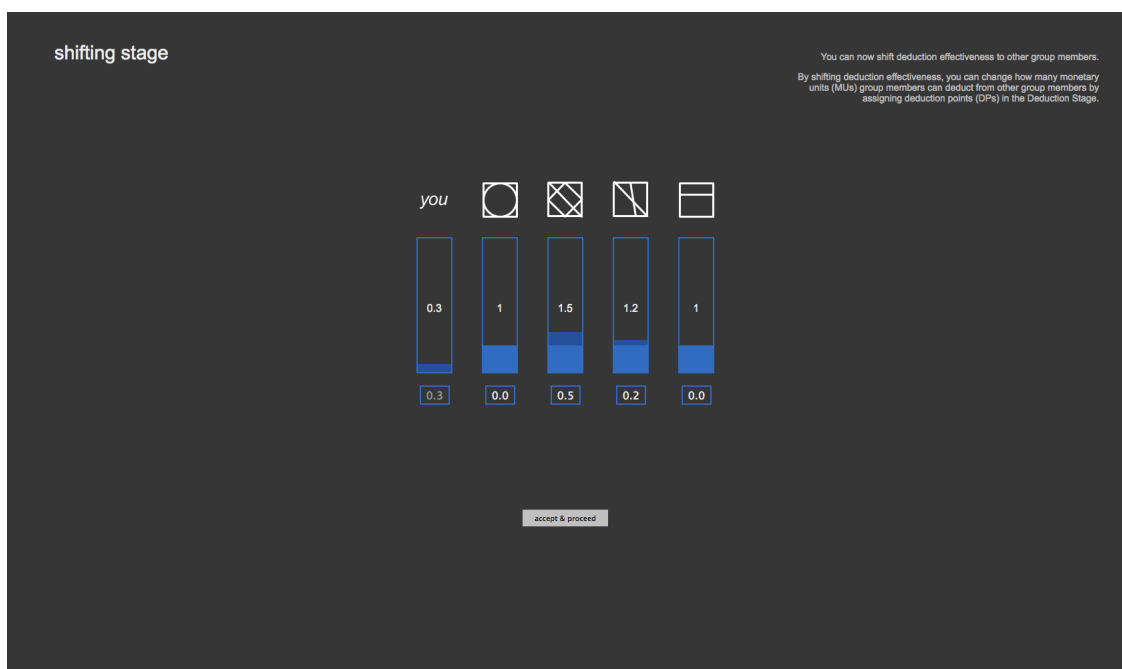 shifting stage
You can now shift deduction effectiveness to other group members.
By shifting deduction effectiveness, you can change how many monetary
units (MUs) group members can deduct from other group members by
assigning deduction points (DPs) in the Deduction Stage.
you
0.3 1 1.5 1.2 1
0.3 0.0 0.5 0.2 0.0
accept & proceed